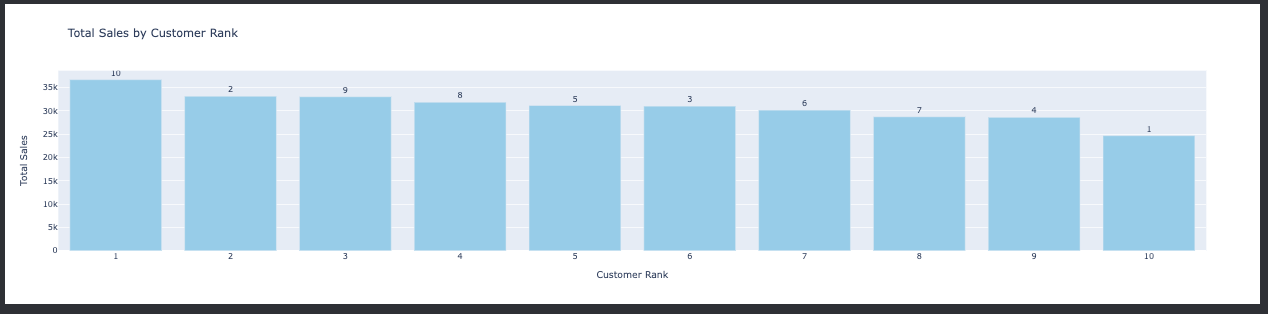 Total Sales by Customer Rank
10
2
9
8
5
3
6
7
4
1
35k
30k
25k
20k
15k
10k
5k
0
Total Sales
1 2 3 4 5 6 7 8 9 10
Customer Rank